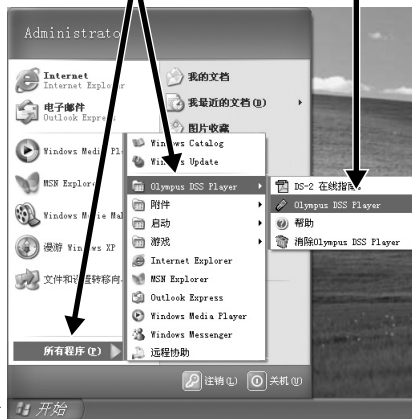 Administrato
Internet
Internet Explor
电子邮件
Outlook Expres
Windows Media Pl
MSN Explor
Windows Mo ie Mak
漫游 Windows XP
文件和设置转移向
所有程序(P)
我的文档
我最近的文档(D)
图片收藏
Windows Catalog
Windows Update
Olympus DSS Player
附件
启动
游戏
Internet Explorer
MSN Explorer
Outlook Express
Windows Media Player
Windows Messenger
远程协助
DS-2 在线指南
Olympus DSS Player
帮助
消除Olympus DSS Player
注销(L)
关机(U)
开始